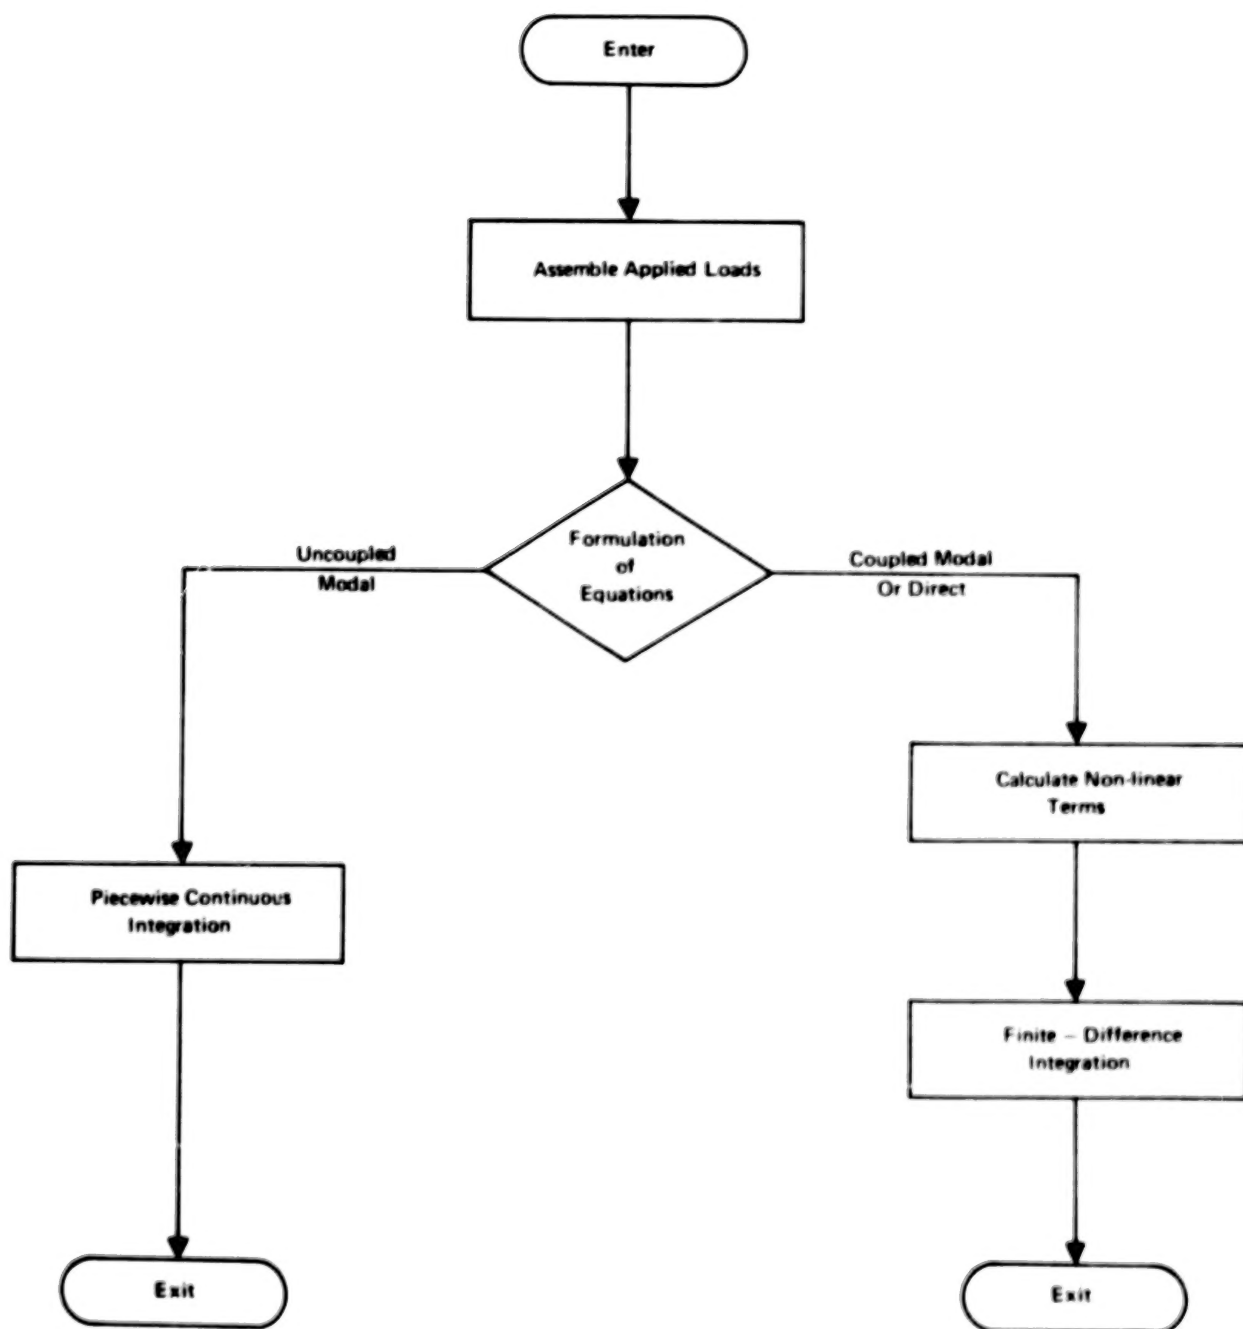 Enter
Assemble Applied Loads
Formulation
of
Equations
Uncoupled
Modal
Coupled Modal
Or Direct
Calculate Non-linear
Terms
Piecewise Continuous
Integration
Finite – Difference
Integration
Exit
Exit